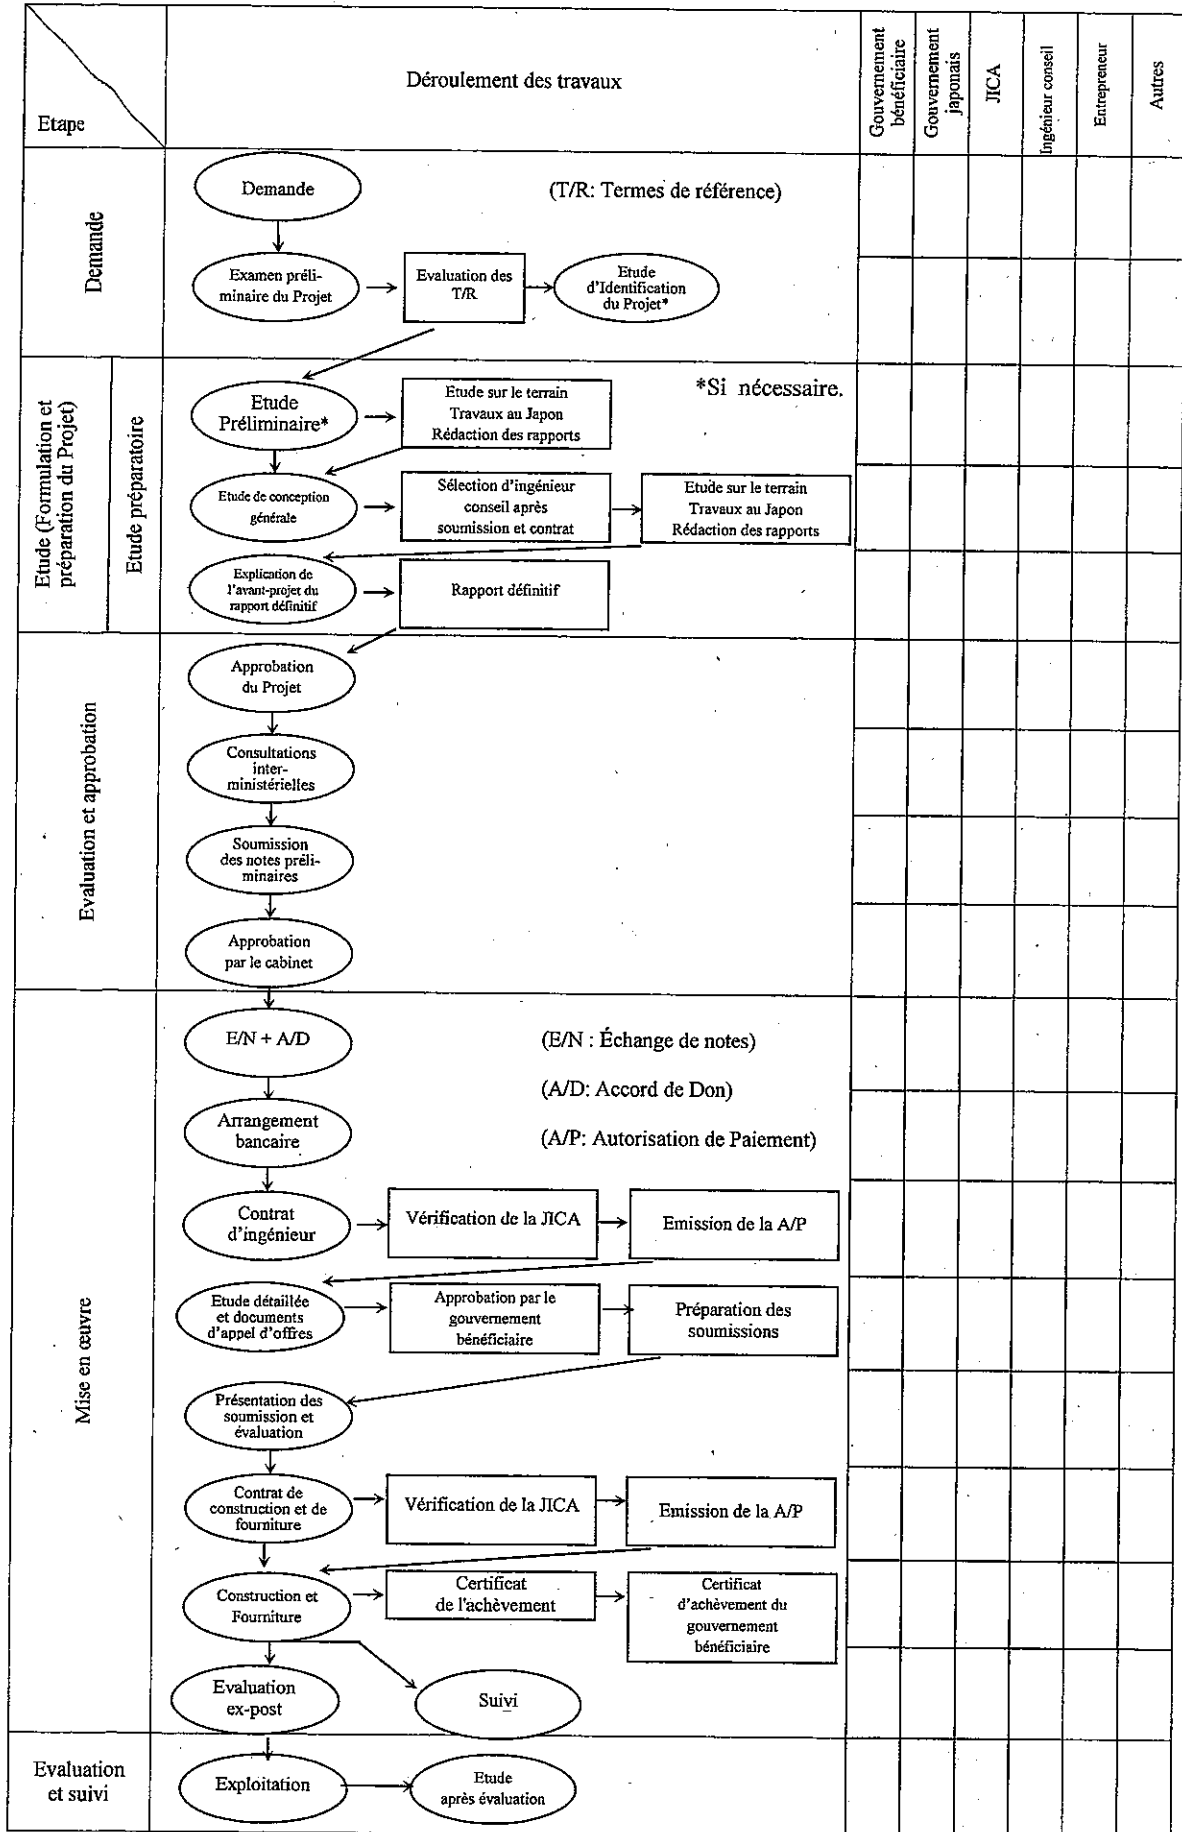 Etape
Déroulement des travaux
Gouvernement
bénéficiaire
Gouvernement
japonais
JICA
Ingénieur conseil
Entrepreneur
Autres
Demande
Demande
(T/R: Termes de référence)
Examen préli-
minaire du Projet
Evaluation des
T/R
Etude
d'Identification
du Projet*
Etude (Formulation et
préparation du Projet)
Etude préparatoire
*Si nécessaire.
Etude
Préliminaire*
Etude sur le terrain
Travaux au Japon
Rédaction des rapports
Etude de conception
générale
Sélection d'ingénieur
conseil après
soumission et contrat
Etude sur le terrain
Travaux au Japon
Rédaction des rapports
Explication de
l'avant-projet du
rapport définitif
Rapport définitif
Evaluation et approbation
Approbation
du Projet
Consultations
inter-
ministérielles
Soumission
des notes préli-
minaires
Approbation
par le cabinet
Mise en œuvre
E/N + A/D
(E/N : Échange de notes)
(A/D: Accord de Don)
Arrangement
bancaire
(A/P: Autorisation de Paiement)
Contrat
d'ingénieur
Vérification de la JICA
Emission de la A/P
Etude détaillée
et documents
d'appel d'offres
Approbation par le
gouvernement
bénéficiaire
Préparation des
soumissions
Présentation des
soumission et
évaluation
Contrat de
construction et de
fourniture
Vérification de la JICA
Emission de la A/P
Construction et
Fourniture
Certificat
de l'achèvement
Certificat
d'achèvement du
gouvernement
bénéficiaire
Evaluation
ex-post
Suivi
Evaluation
et suivi
Exploitation
Etude
après évaluation